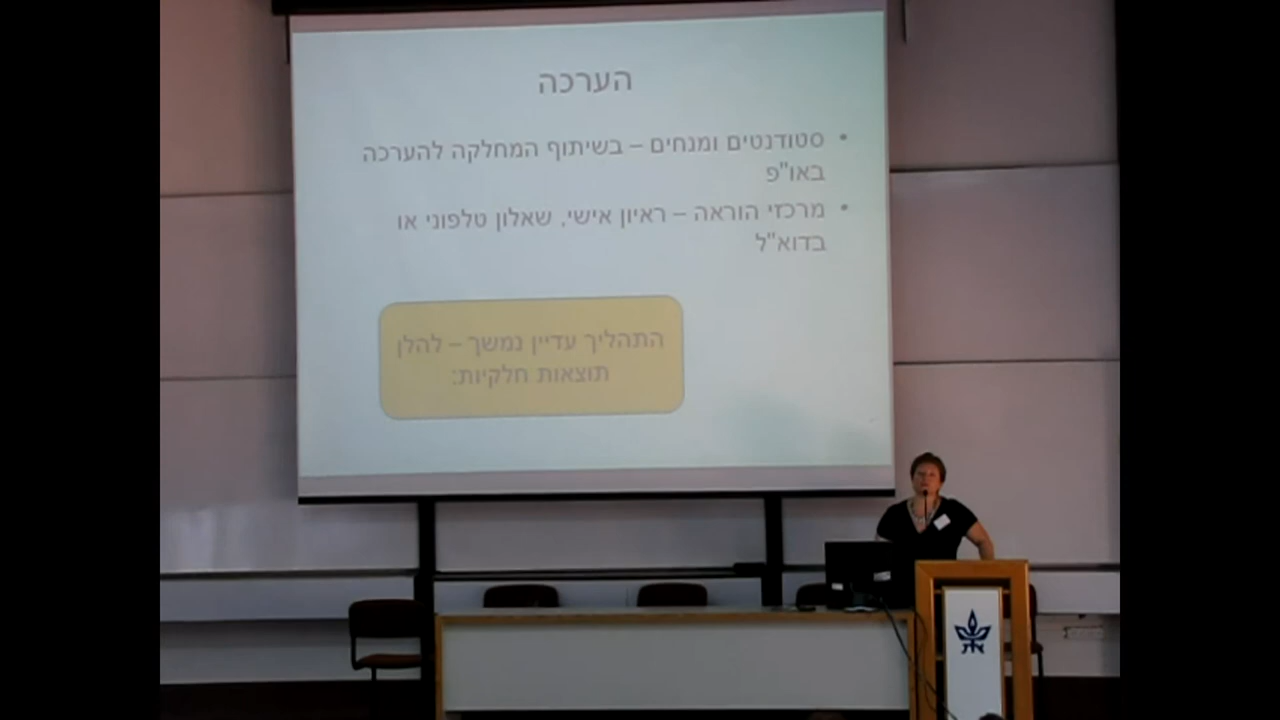 הערכה
• סטודנטים ומנחים – בשיתוף המחלקה להערכה
באו"פ
• מרכזי הוראה – ראיון אישי, שאלון טלפוני או
בדוא"ל
התהליך עדיין נמשך – להלן
תוצאות חלקיות: